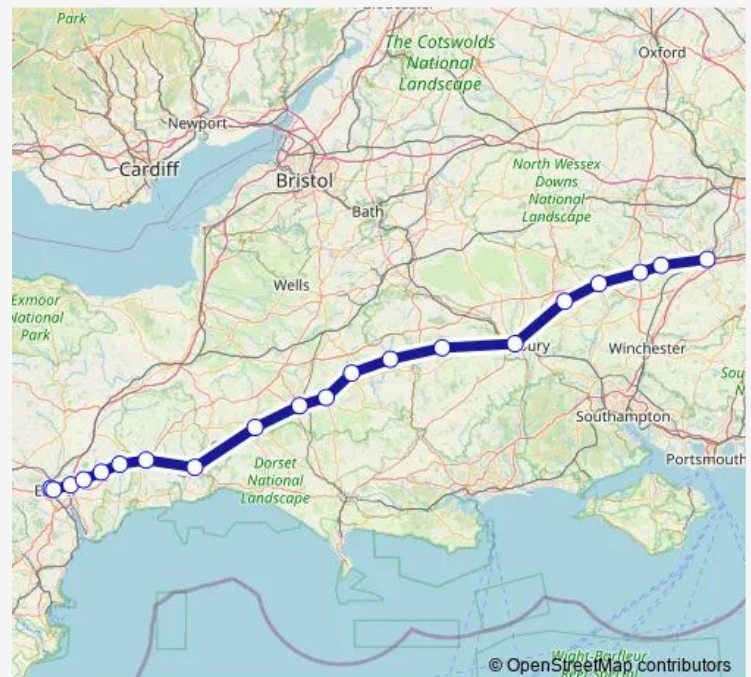 Park
The Cotswolds
National
Landscape
Oxford
Newport
Cardiff
Bristol
North Wessex
Downs
National
Landscape
Bath
Wells
Exmoor
National
Park
Winchester
Southampton
Portsmouth
Dorset
National
Landscape
© OpenStreetMap contributors